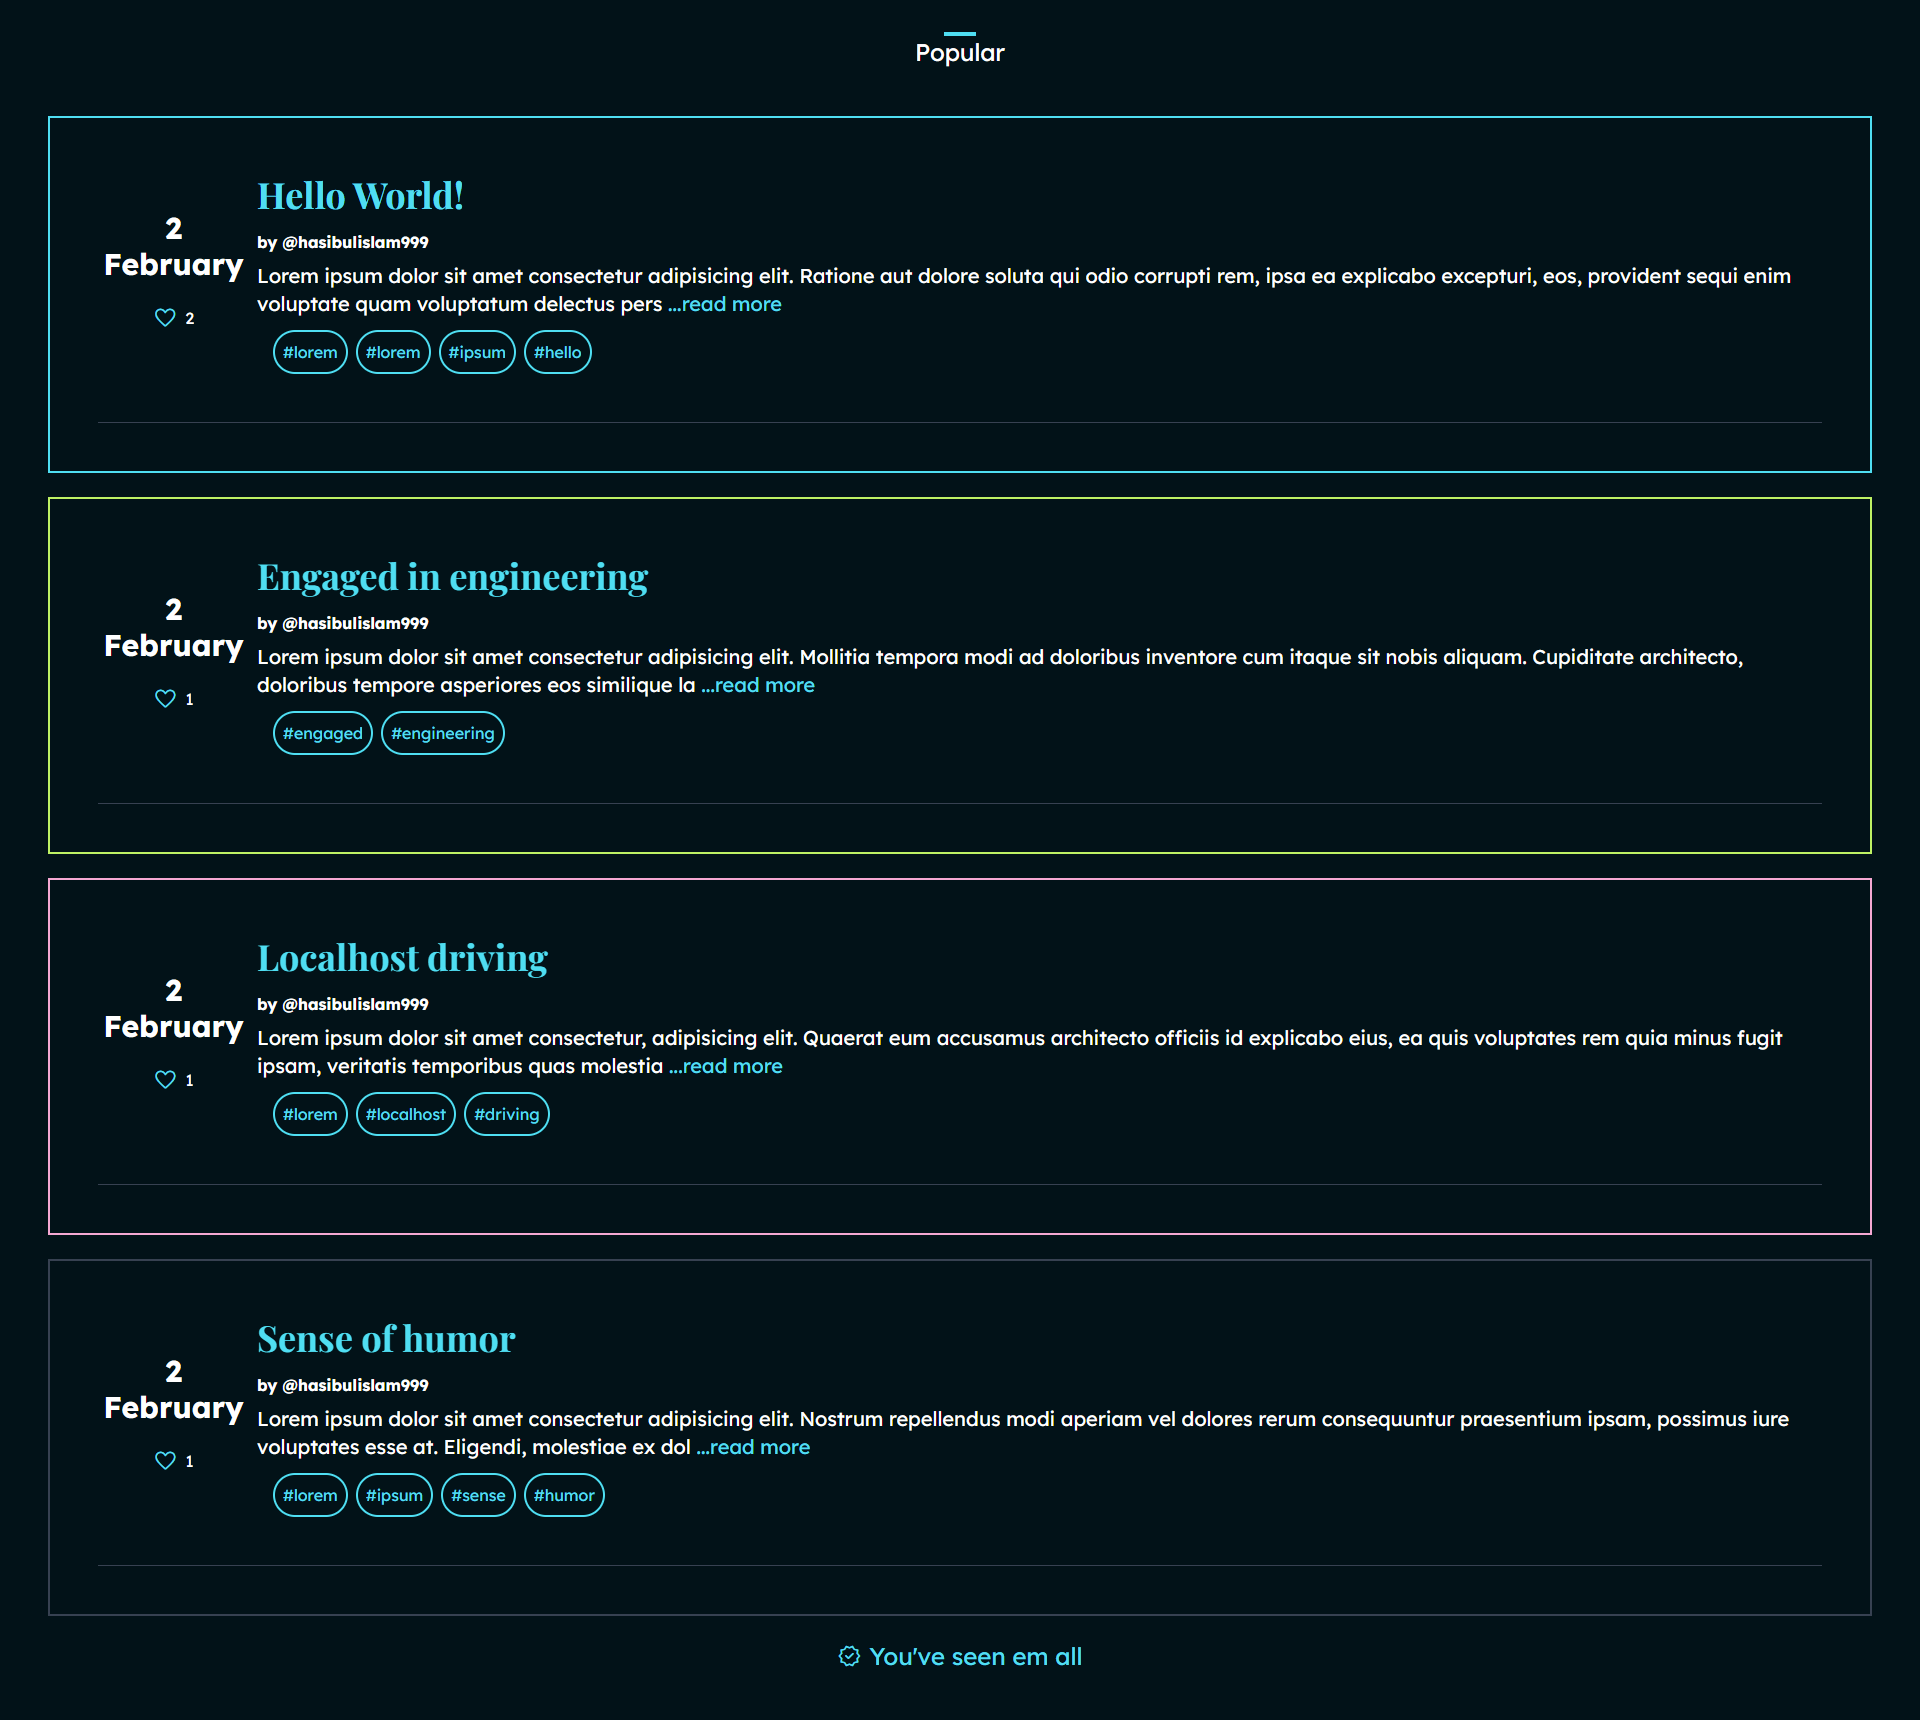 Popular
Hello World!
2
February
by @hasibulislam999
Lorem ipsum dolor sit amet consectetur adipisicing elit. Ratione aut dolore soluta qui odio corrupti rem, ipsa ea explicabo excepturi, eos, provident sequi enim
voluptate quam voluptatum delectus pers ...read more
2
#lorem #lorem #ipsum #hello
Engaged in engineering
2
February
by @hasibulislam999
Lorem ipsum dolor sit amet consectetur adipisicing elit. Mollitia tempora modi ad doloribus inventore cum itaque sit nobis aliquam. Cupiditate architecto,
doloribus tempore asperiores eos similique la ...read more
1
#engaged #engineering
Localhost driving
2
February
by @hasibulislam999
Lorem ipsum dolor sit amet consectetur, adipisicing elit. Quaerat eum accusamus architecto officiis id explicabo eius, ea quis voluptates rem quia minus fugit
ipsam, veritatis temporibus quas molestia ...read more
1
#lorem #localhost #driving
Sense of humor
2
February
by @hasibulislam999
Lorem ipsum dolor sit amet consectetur adipisicing elit. Nostrum repellendus modi aperiam vel dolores rerum consequuntur praesentium ipsam, possimus iure
voluptates esse at. Eligendi, molestiae ex dol ...read more
1
#lorem #ipsum #sense #humor
You've seen em all